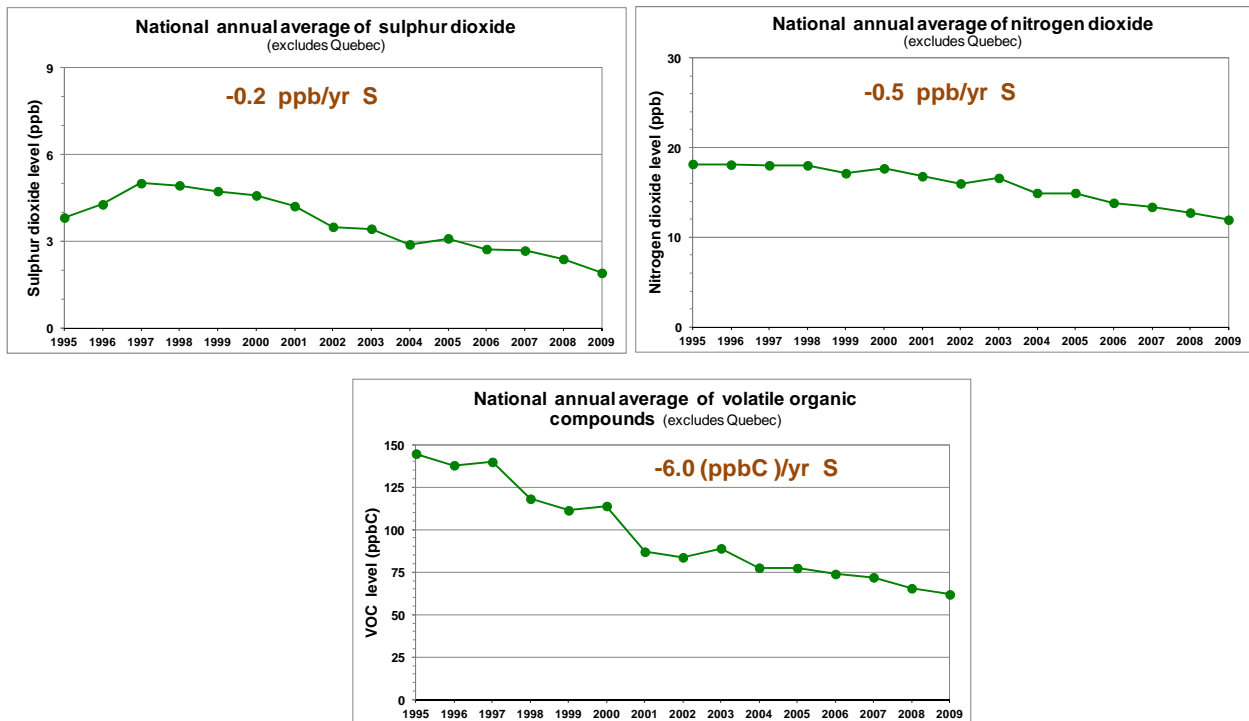 National annual average of sulphur dioxide
(excludes Quebec)
-0.2 ppb/yr S
Sulphur dioxide level (ppb)
9
6
3
0
1995 1996 1997 1998 1999 2000 2001 2002 2003 2004 2005 2006 2007 2008 2009
National annual average of nitrogen dioxide
(excludes Quebec)
-0.5 ppb/yr S
Nitrogen dioxide level (ppb)
30
20
10
0
1995 1996 1997 1998 1999 2000 2001 2002 2003 2004 2005 2006 2007 2008 2009
National annual average of volatile organic
compounds (excludes Quebec)
-6.0 (ppbC )/yr S
VOC level (ppbC)
150
125
100
75
50
25
0
1995 1996 1997 1998 1999 2000 2001 2002 2003 2004 2005 2006 2007 2008 2009